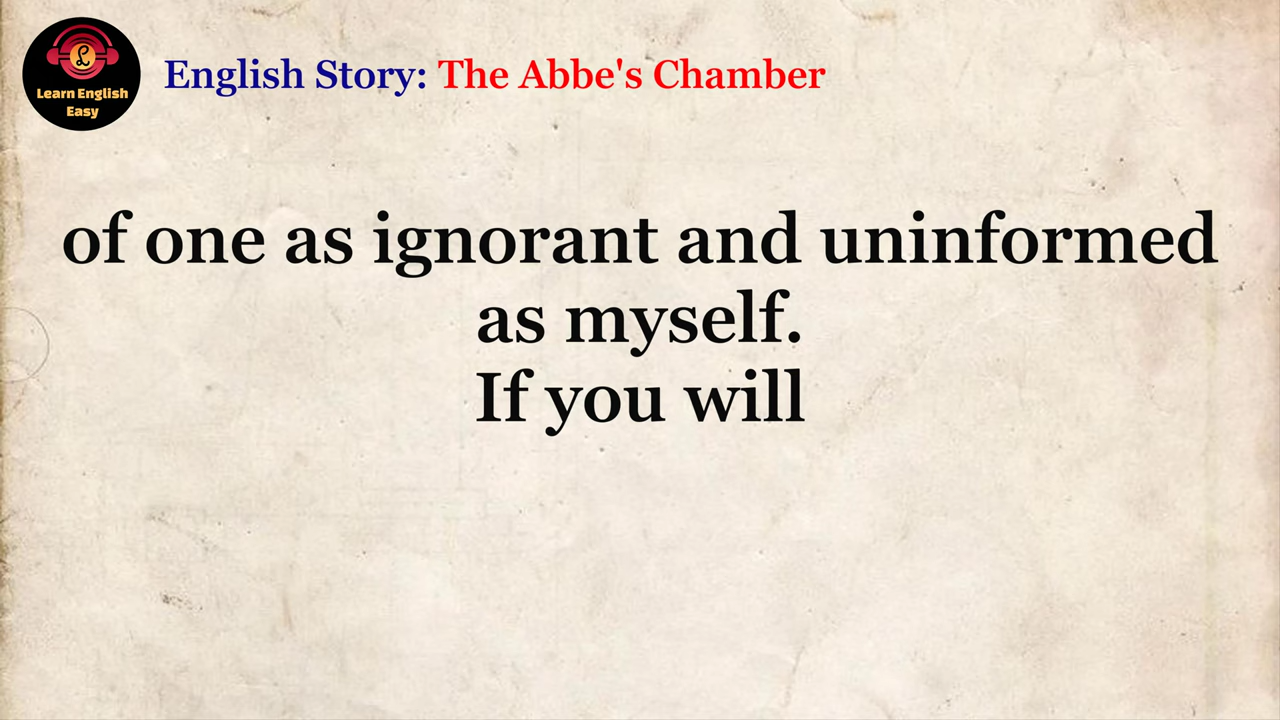 Learn English
Easy
English Story: The Abbe's Chamber
of one as ignorant and uninformed
as myself.
If you will